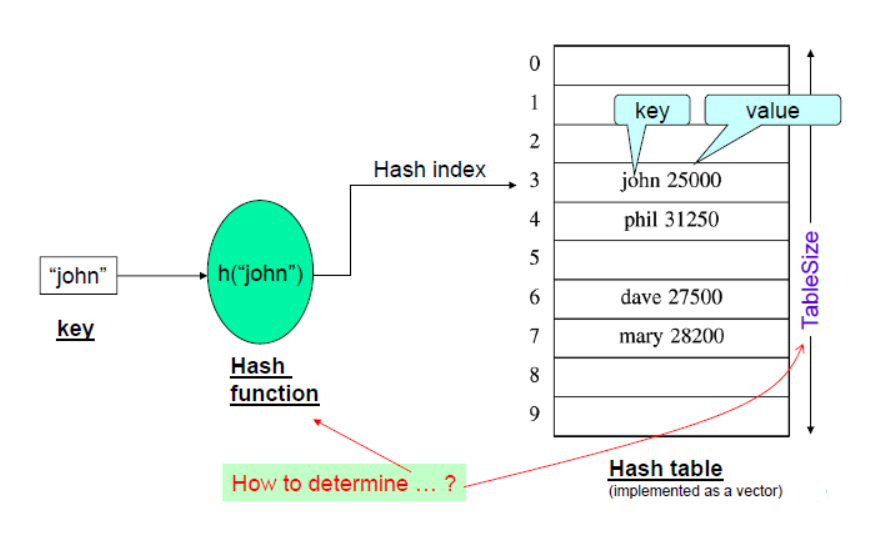 0
1
key
value
2
Hash index
3
john 25000
4
phil 31250
5
"john"
h("john")
TableSize
6
dave 27500
key
7
mary 28200
Hash
function
8
9
How to determine … ?
Hash table
(implemented as a vector)